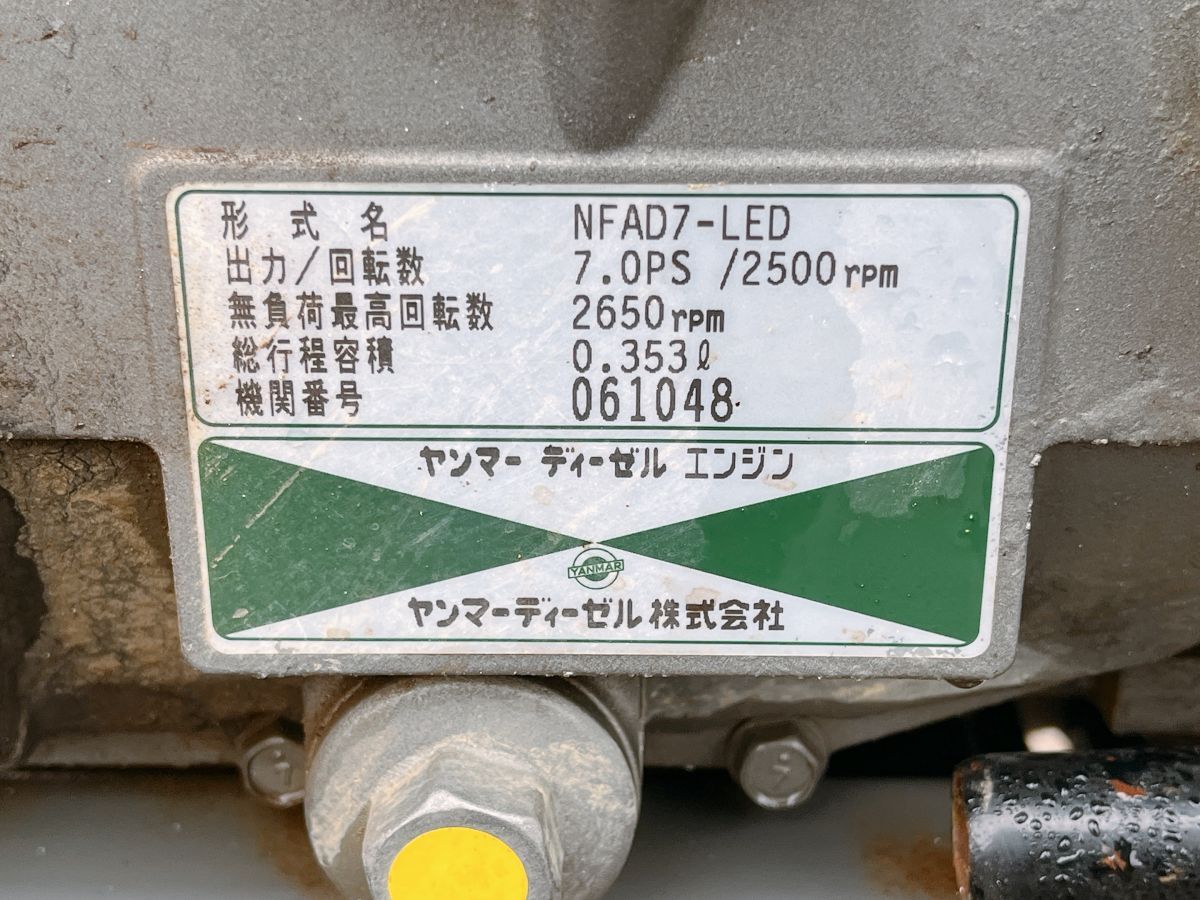 形式名 NFAD7-LED
出力/回転数 7.0PS /2500rpm
無負荷最高回転数 2650rpm
総行程容積 0.353ℓ
機関番号 061048
ヤンマー ディーゼル エンジン
YANMAR
ヤンマーディーゼル株式会社